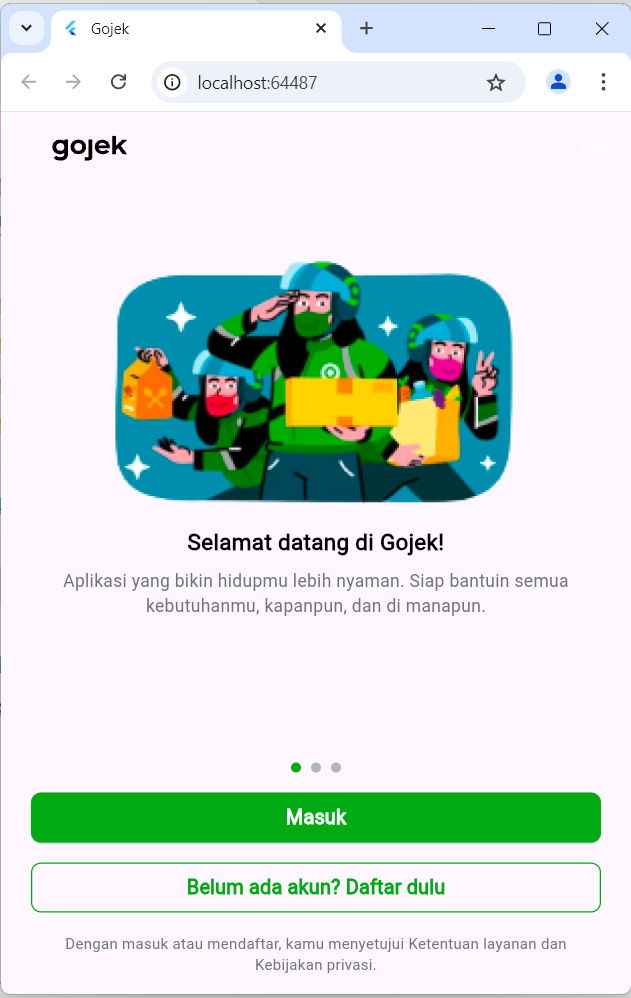 Gojek
localhost:64487
gojek
IND
Selamat datang di Gojek!
Aplikasi yang bikin hidupmu lebih nyaman. Siap bantuin semua
kebutuhanmu, kapanpun, dan di manapun.
Masuk
Belum ada akun? Daftar dulu
Dengan masuk atau mendaftar, kamu menyetujui Ketentuan layanan dan
Kebijakan privasi.